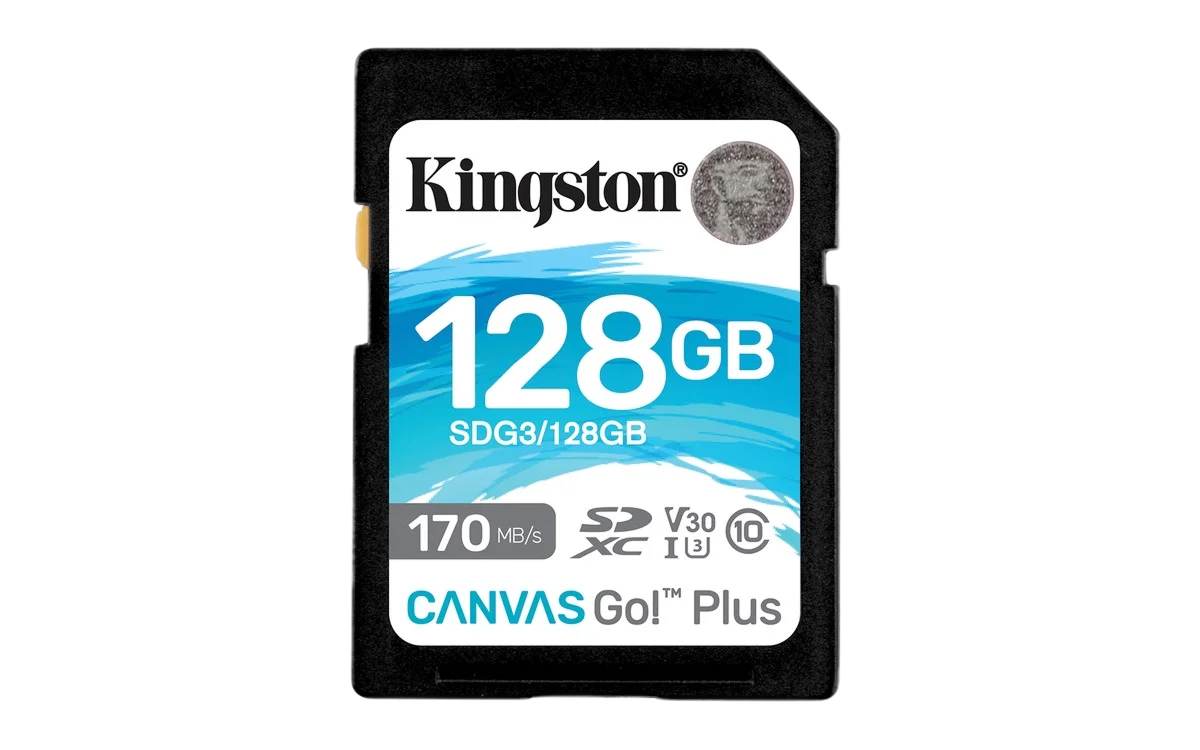 Kingston®
128GB
SDG3/128GB
170 MB/s SD XC V30 I U3 10
CANVAS Go!™ Plus